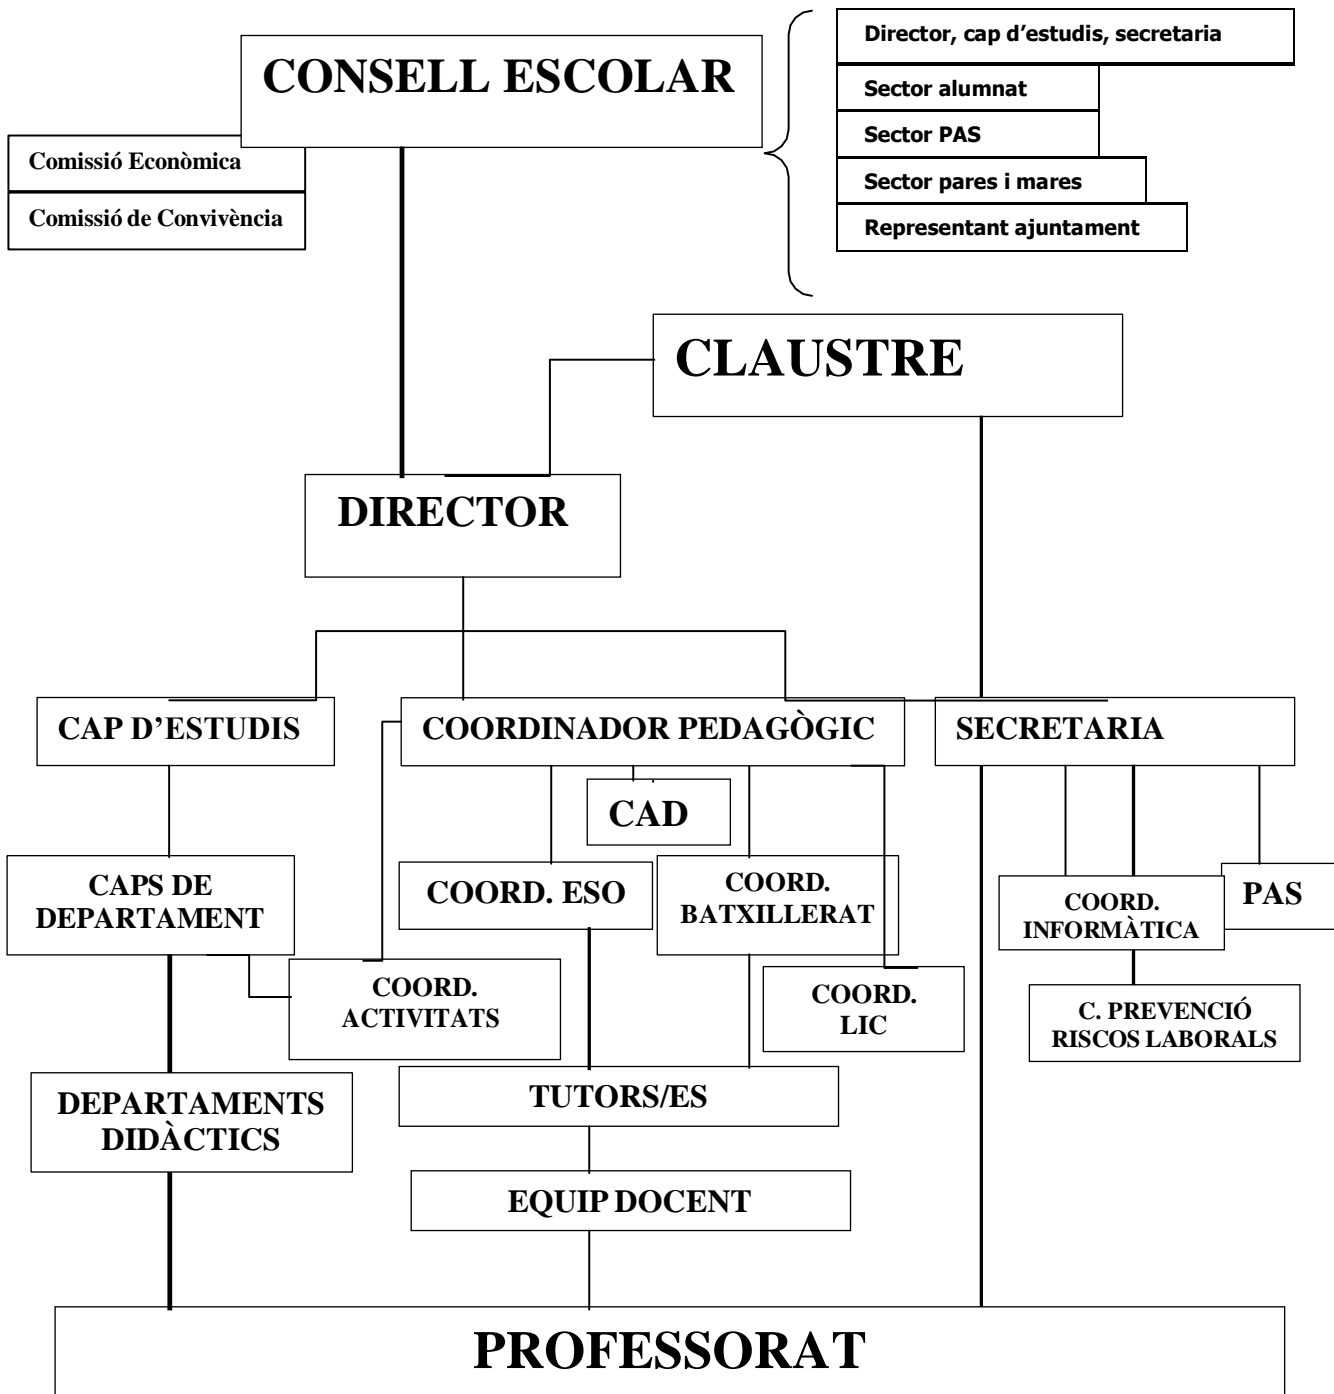 CONSELL ESCOLAR
Director, cap d’estudis, secretaria
Sector alumnat
Sector PAS
Sector pares i mares
Representant ajuntament
Comissió Econòmica
Comissió de Convivència
CLAUSTRE
DIRECTOR
CAP D’ESTUDIS
COORDINADOR PEDAGÒGIC
SECRETARIA
CAD
CAPS DE
DEPARTAMENT
COORD. ESO
COORD.
BATXILLERAT
COORD.
INFORMÀTICA
PAS
COORD.
ACTIVITATS
COORD.
LIC
C. PREVENCIÓ
RISCOS LABORALS
DEPARTAMENTS
DIDÀCTICS
TUTORS/ES
EQUIP DOCENT
PROFESSORAT